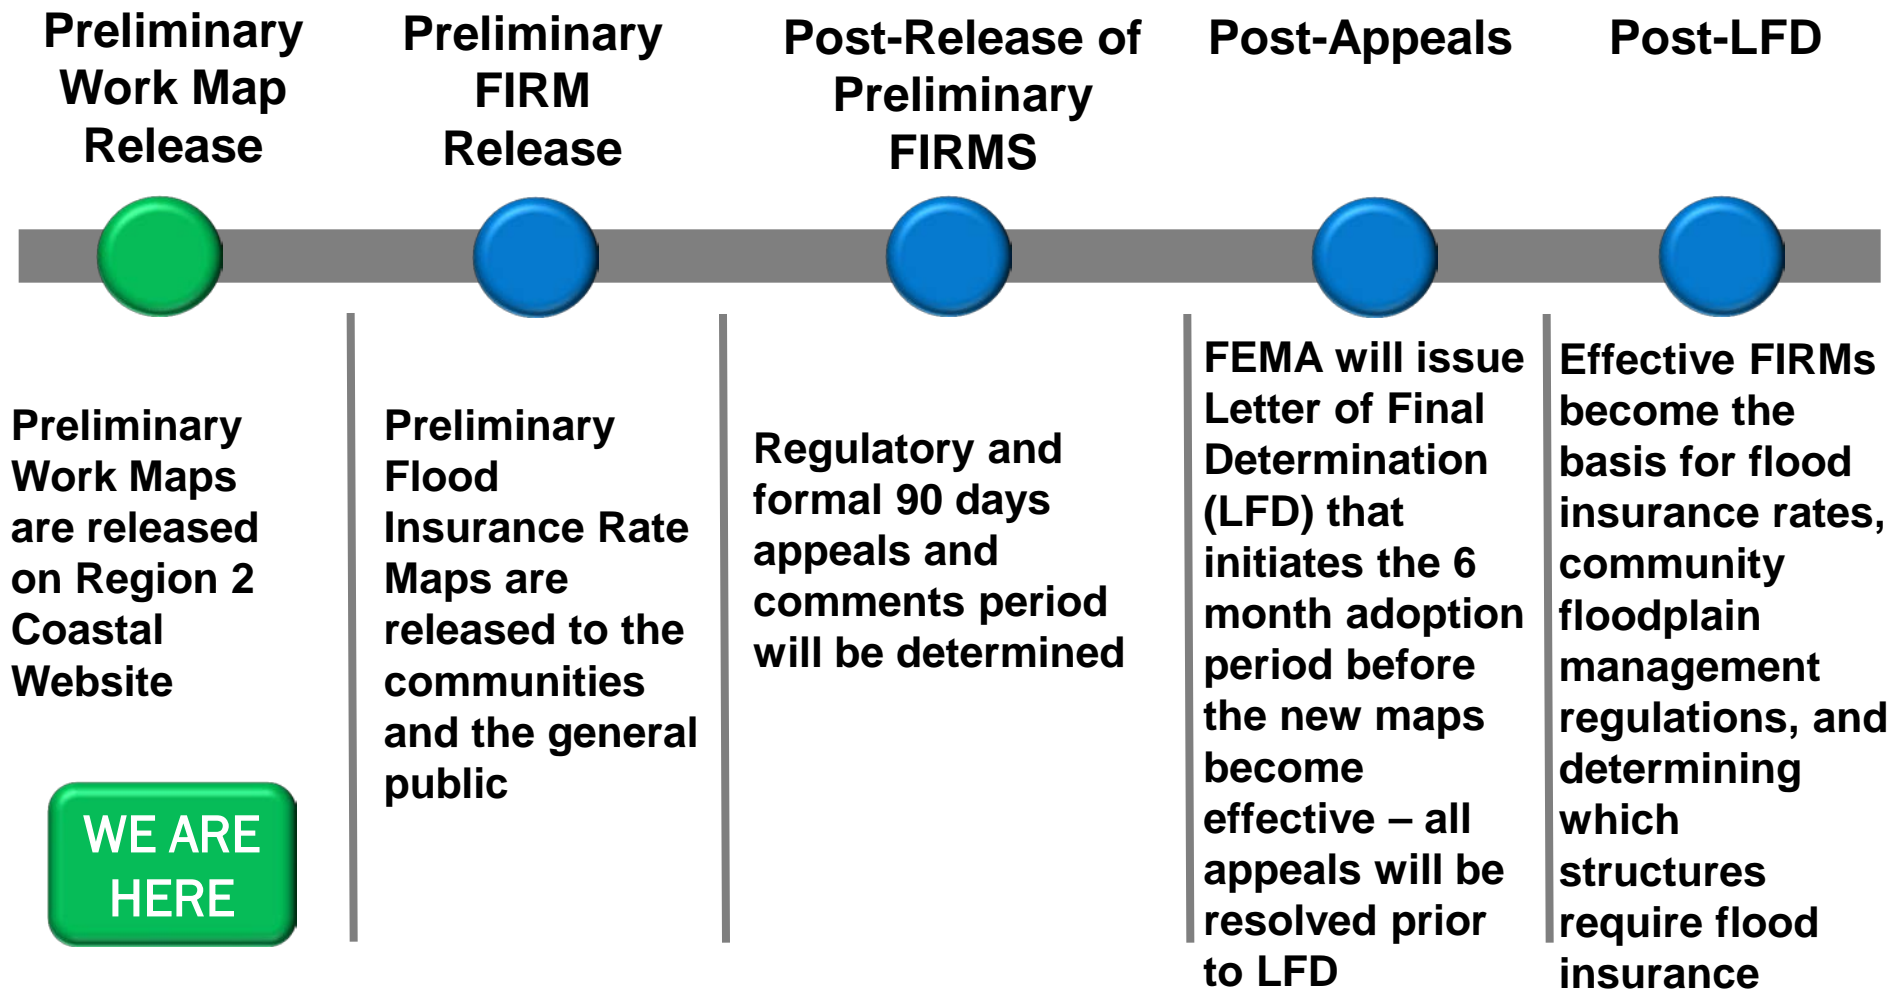 Preliminary
Work Map
Release
Preliminary
FIRM
Release
Post-Release of
Preliminary
FIRMS
Post-Appeals
Post-LFD
Preliminary
Work Maps
are released
on Region 2
Coastal
Website
WE ARE
HERE
Preliminary
Flood
Insurance Rate
Maps are
released to the
communities
and the general
public
Regulatory and
formal 90 days
appeals and
comments period
will be determined
FEMA will issue
Letter of Final
Determination
(LFD) that
initiates the 6
month adoption
period before
the new maps
become
effective – all
appeals will be
resolved prior
to LFD
Effective FIRMs
become the
basis for flood
insurance rates,
community
floodplain
management
regulations, and
determining
which
structures
require flood
insurance